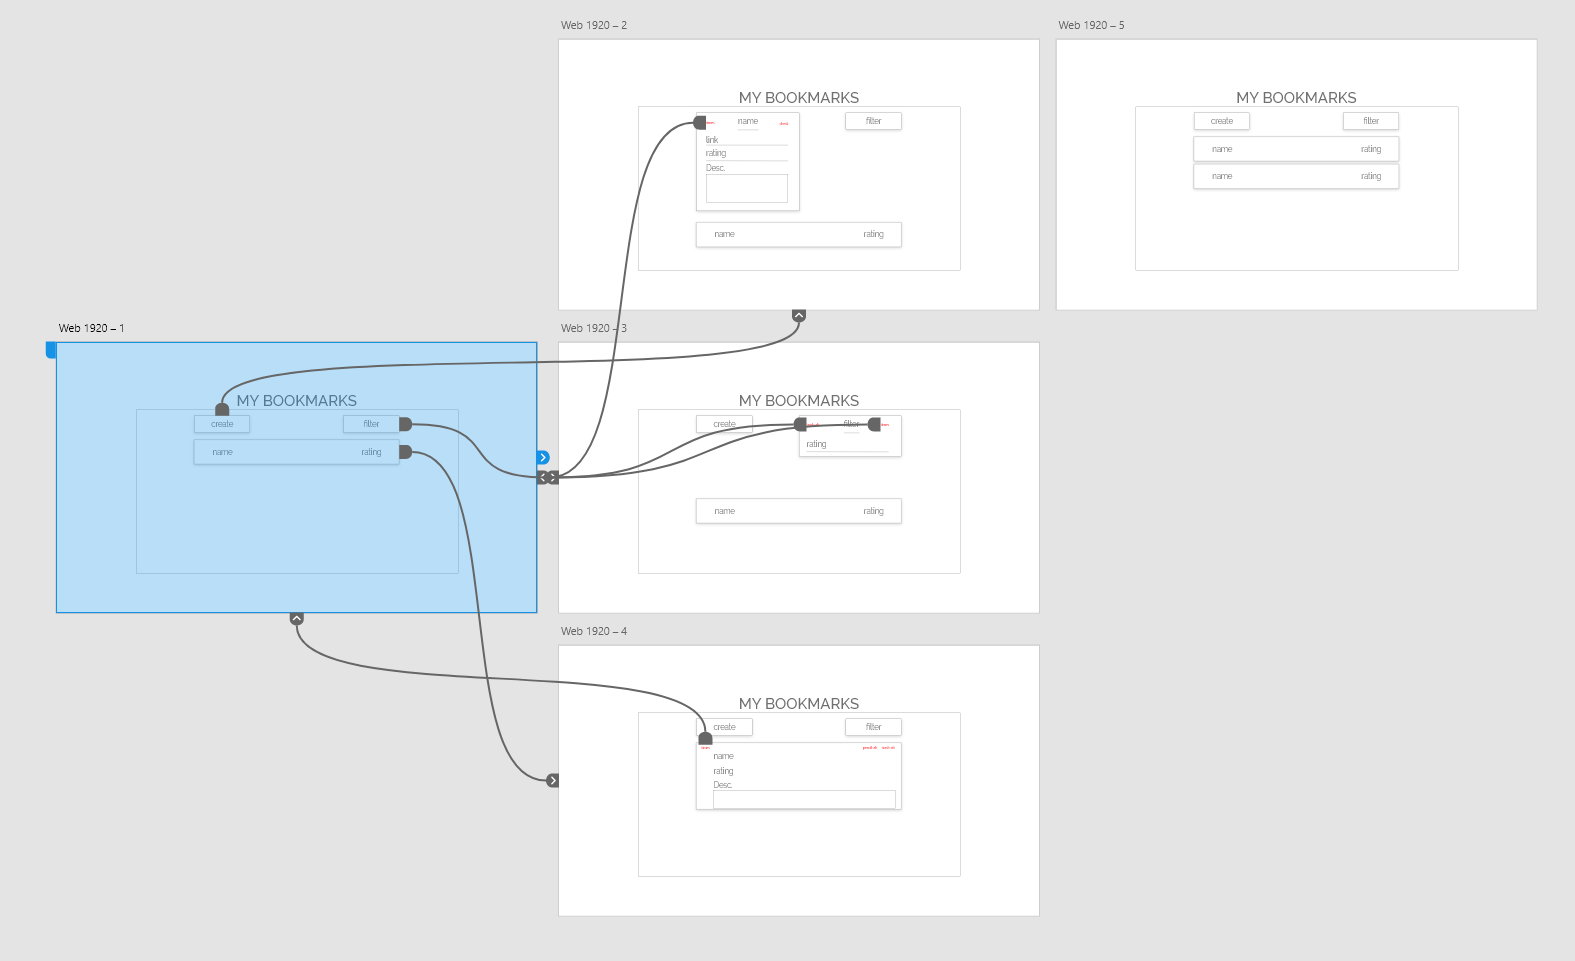 Web 1920 – 2
MY BOOKMARKS
name
filter
link
rating
Desc.
name rating
Web 1920 – 5
MY BOOKMARKS
create filter
name rating
name rating
Web 1920 – 1
MY BOOKMARKS
create filter
name rating
Web 1920 – 3
MY BOOKMARKS
create filter
rating
name rating
Web 1920 – 4
MY BOOKMARKS
create filter
name
rating
Desc.